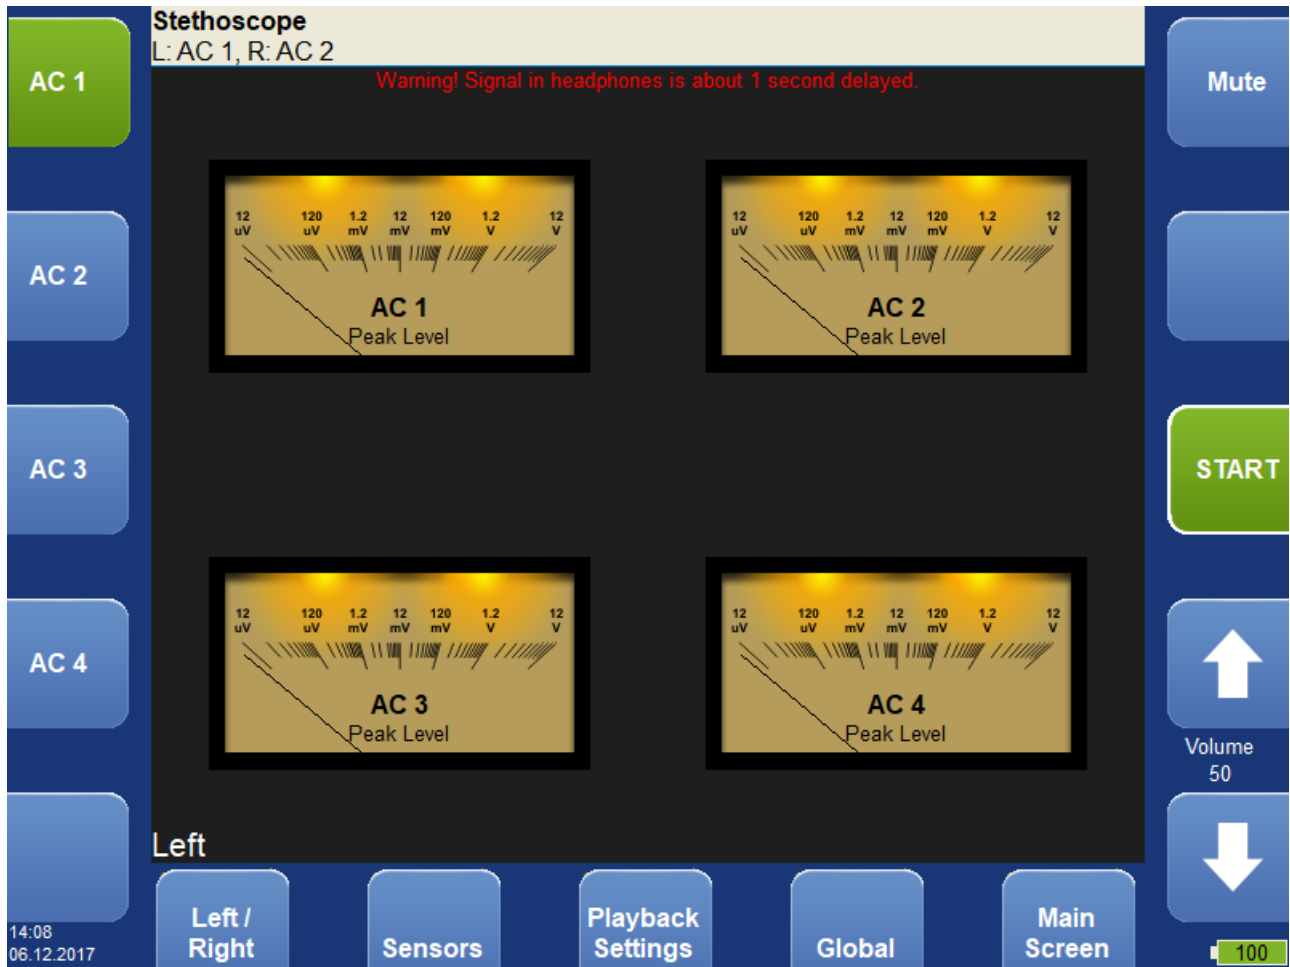 Stethoscope
L: AC 1, R: AC 2
Warning! Signal in headphones is about 1 second delayed.
AC 1
AC 2
AC 3
AC 4
12 120 1.2 12 120 1.2 12
uV uV mV mV mV V V
AC 1
Peak Level
12 120 1.2 12 120 1.2 12
uV uV mV mV mV V V
AC 2
Peak Level
12 120 1.2 12 120 1.2 12
uV uV mV mV mV V V
AC 3
Peak Level
12 120 1.2 12 120 1.2 12
uV uV mV mV mV V V
AC 4
Peak Level
Mute
START
Volume
50
Left
14:08
06.12.2017
Left /
Right
Sensors
Playback
Settings
Global
Main
Screen
100